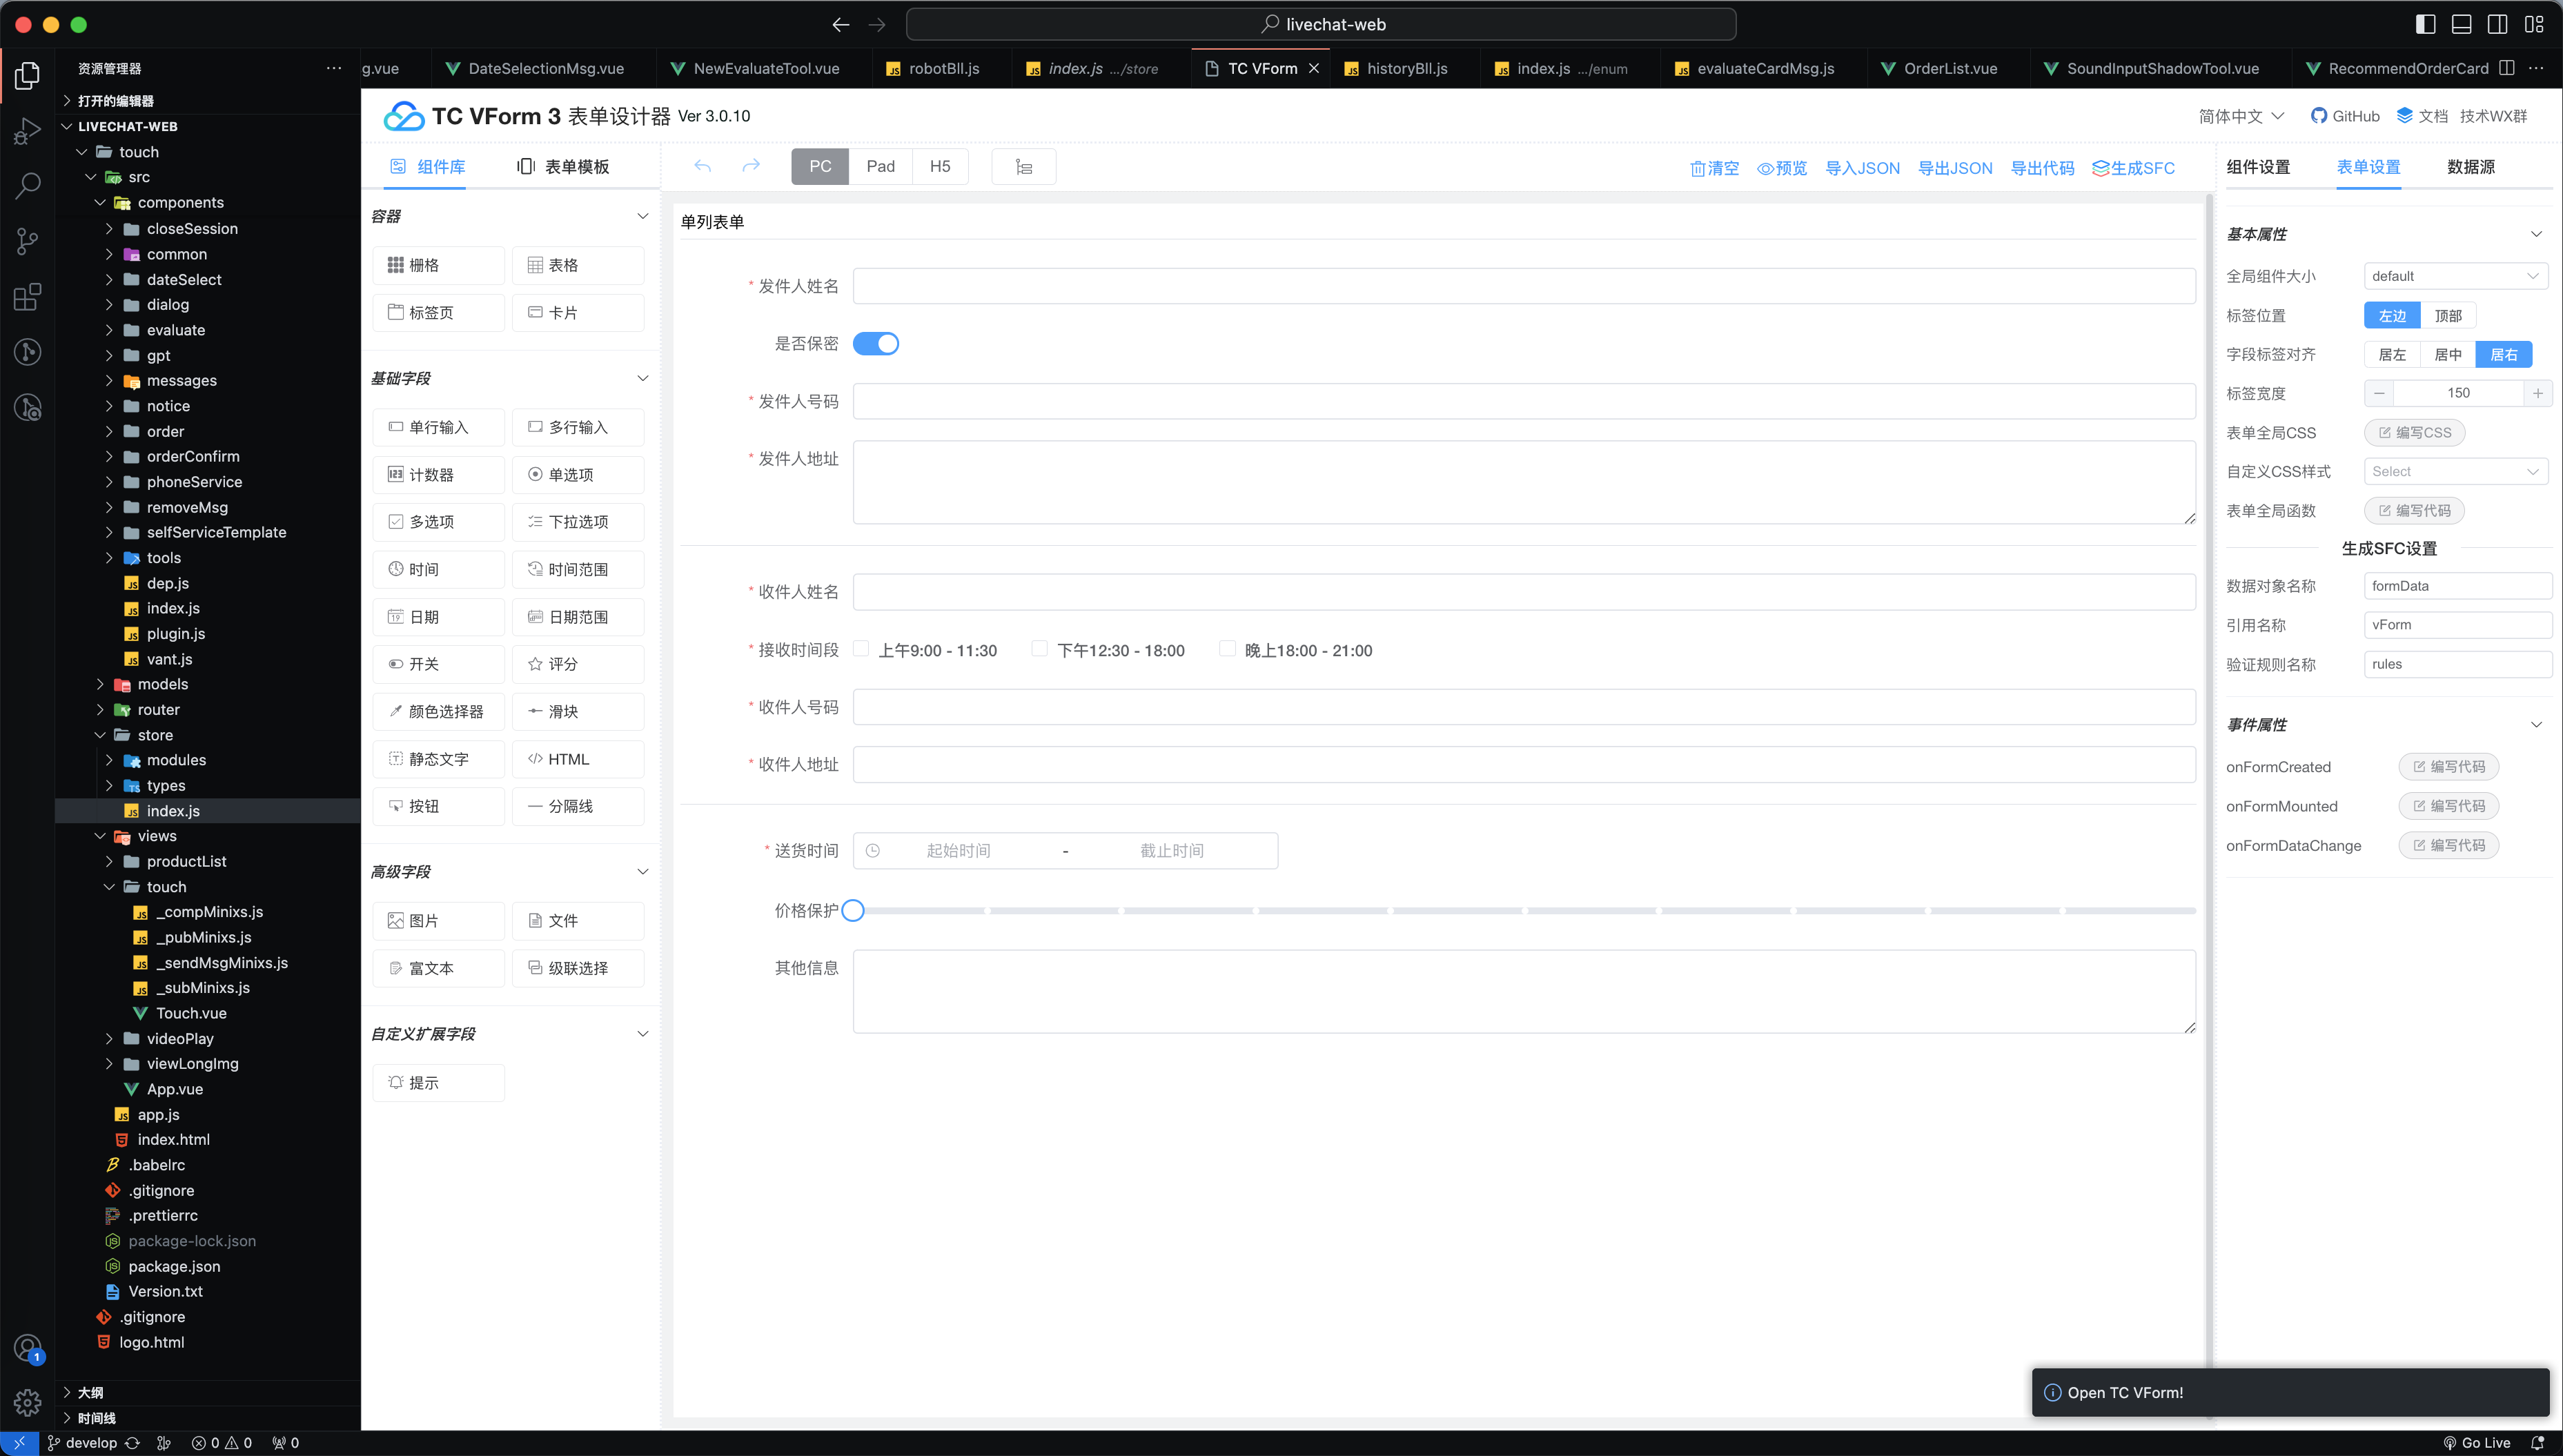 livechat-web
资源管理器
打开的编辑器
LIVECHAT-WEB
touch
src
components
closeSession
common
dateSelect
dialog
evaluate
gpt
messages
notice
order
orderConfirm
phoneService
removeMsg
selfServiceTemplate
tools
dep.js
index.js
plugin.js
vant.js
models
router
store
modules
types
index.js
views
productList
touch
_compMinixs.js
_pubMinixs.js
_sendMsgMinixs.js
_subMinixs.js
Touch.vue
videoPlay
viewLongImg
App.vue
app.js
index.html
.babelrc
.gitignore
.prettierrc
package-lock.json
package.json
Version.txt
.gitignore
logo.html
大纲
时间线
g.vue DateSelectionMsg.vue NewEvaluateTool.vue robotBll.js index.js .../store TC VForm historyBll.js index.js .../enum evaluateCardMsg.js OrderList.vue SoundInputShadowTool.vue RecommendOrderCard
TC VForm 3 表单设计器 Ver 3.0.10
简体中文 GitHub 文档 技术WX群
组件库 表单模板
容器
栅格 表格
标签页 卡片
基础字段
单行输入 多行输入
计数器 单选项
多选项 下拉选项
时间 时间范围
日期 日期范围
开关 评分
颜色选择器 滑块
静态文字 HTML
按钮 分隔线
高级字段
图片 文件
富文本 级联选择
自定义扩展字段
提示
PC Pad H5
清空 预览 导入JSON 导出JSON 导出代码 生成SFC
单列表单
* 发件人姓名
是否保密
* 发件人号码
* 发件人地址
* 收件人姓名
* 接收时间段 上午9:00 - 11:30 下午12:30 - 18:00 晚上18:00 - 21:00
* 收件人号码
* 收件人地址
* 送货时间 起始时间 - 截止时间
价格保护
其他信息
组件设置 表单设置 数据源
基本属性
全局组件大小 default
标签位置 左边 顶部
字段标签对齐 居左 居中 居右
标签宽度 150
表单全局CSS 编写CSS
自定义CSS样式 Select
表单全局函数 编写代码
生成SFC设置
数据对象名称 formData
引用名称 vForm
验证规则名称 rules
事件属性
onFormCreated 编写代码
onFormMounted 编写代码
onFormDataChange 编写代码
Open TC VForm!
1
develop 0 0 0
Go Live